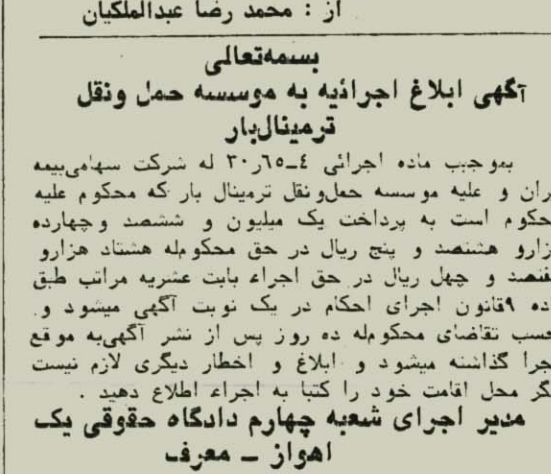 از : محمد رضا عبدالملکیان
بسمه‌تعالی
آگهی ابلاغ اجرائیه به موسسه حمل ونقل
ترمینال‌بار
بموجب ماده اجرائی ٤ـ٦٥ر٣٠ له شرکت سهامی‌بیمه
ران و علیه موسسه حمل‌ونقل ترمینال بار که محکوم علیه
حکوم است به پرداخت یک میلیون و ششصد وچهارده
زارو هشتصد و پنج ریال در حق محکوم‌له هشتاد هزارو
فتصد و چهل ریال در حق اجراء بابت عشریه مراتب طبق
ده ٩قانون اجرای احکام در یک نوبت آگهی میشود و
حسب تقاضای محکوم‌له ده روز پس از نشر آگهی‌به موقع
جرا گذاشته میشود و ابلاغ و اخطار دیگری لازم نیست
گر محل اقامت خود را کتبا به اجراء اطلاع دهید .
مدیر اجرای شعبه چهارم دادگاه حقوقی یک
اهواز ـ معرف